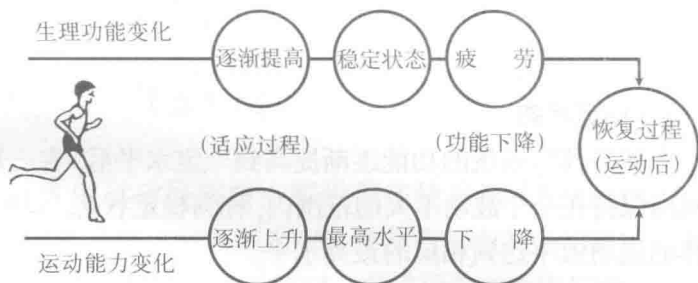 生理功能变化
逐渐提高 稳定状态 疲 劳
(适应过程) (功能下降)
恢复过程
(运动后)
逐渐上升 最高水平 下 降
运动能力变化